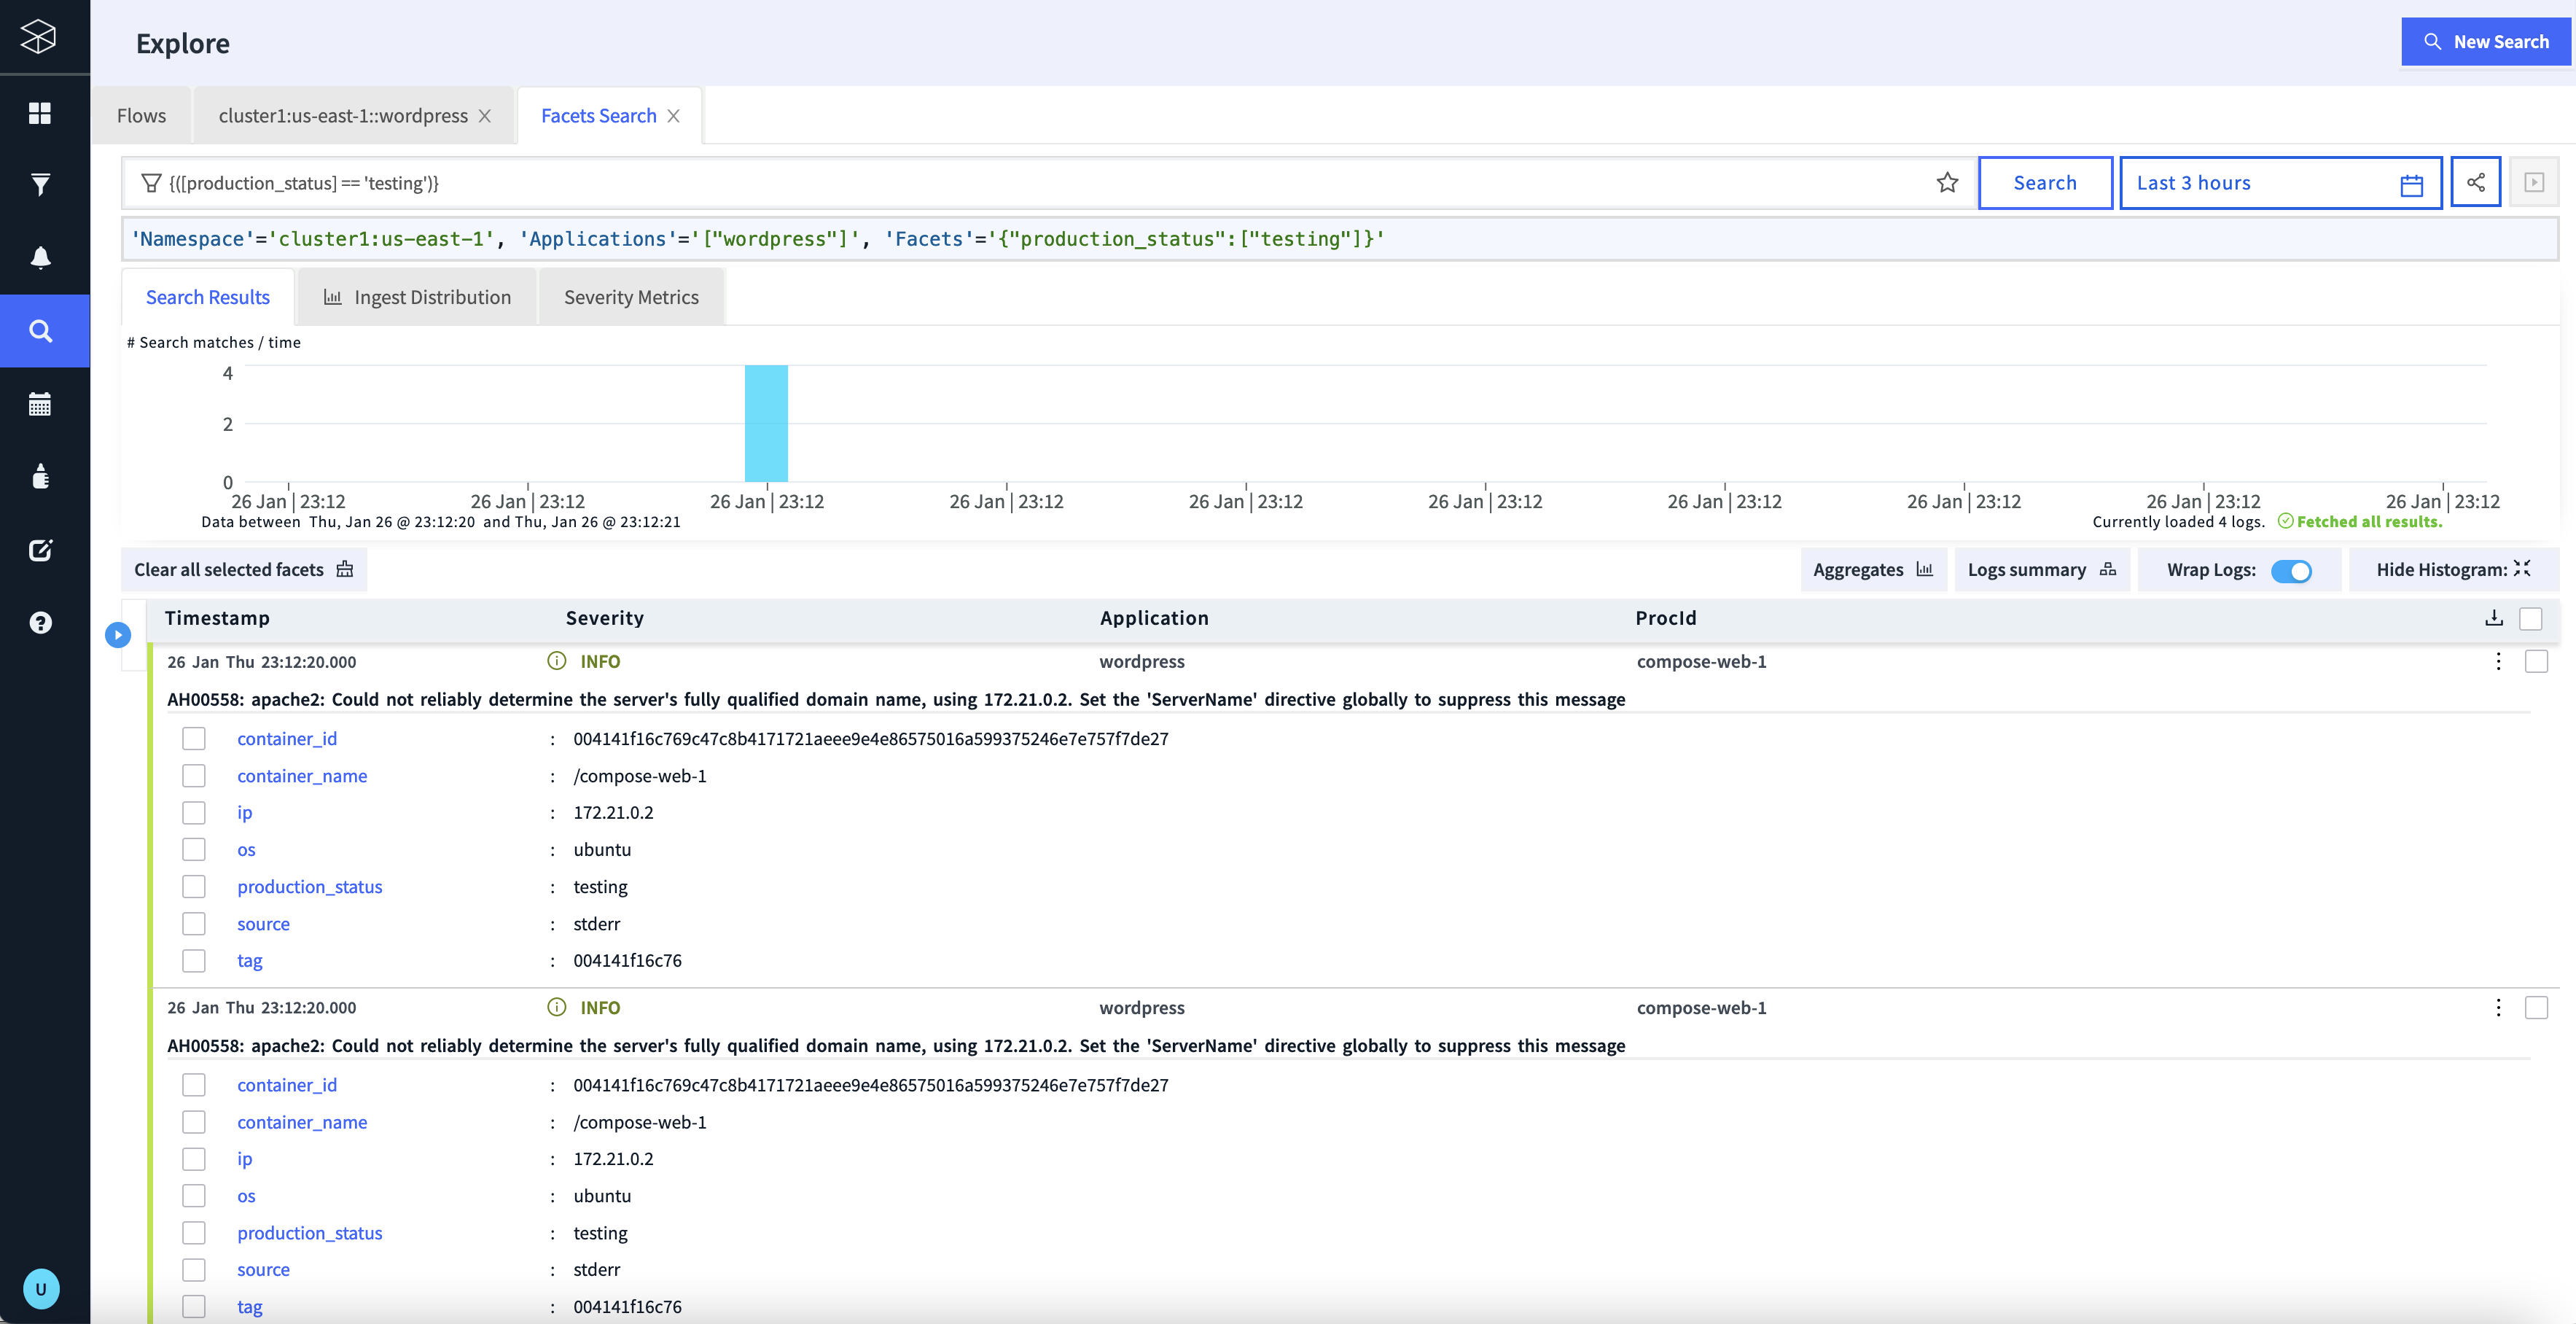 Explore
New Search
Flows
cluster1:us-east-1::wordpress
Facets Search
{([production_status] == 'testing')}
Search
Last 3 hours
'Namespace'='cluster1:us-east-1', 'Applications'='["wordpress"]', 'Facets'='{"production_status":["testing"]}'
Search Results
Ingest Distribution
Severity Metrics
# Search matches / time
4
2
0
26 Jan | 23:12 26 Jan | 23:12 26 Jan | 23:12 26 Jan | 23:12 26 Jan | 23:12 26 Jan | 23:12 26 Jan | 23:12 26 Jan | 23:12 26 Jan | 23:12 26 Jan | 23:12
Data between Thu, Jan 26 @ 23:12:20 and Thu, Jan 26 @ 23:12:21
Currently loaded 4 logs. Fetched all results.
Clear all selected facets
Aggregates
Logs summary
Wrap Logs:
Hide Histogram:
Timestamp Severity Application ProcId
26 Jan Thu 23:12:20.000 INFO wordpress compose-web-1
AH00558: apache2: Could not reliably determine the server's fully qualified domain name, using 172.21.0.2. Set the 'ServerName' directive globally to suppress this message
container_id : 004141f16c769c47c8b4171721aeee9e4e86575016a599375246e7e757f7de27
container_name : /compose-web-1
ip : 172.21.0.2
os : ubuntu
production_status : testing
source : stderr
tag : 004141f16c76
26 Jan Thu 23:12:20.000 INFO wordpress compose-web-1
AH00558: apache2: Could not reliably determine the server's fully qualified domain name, using 172.21.0.2. Set the 'ServerName' directive globally to suppress this message
container_id : 004141f16c769c47c8b4171721aeee9e4e86575016a599375246e7e757f7de27
container_name : /compose-web-1
ip : 172.21.0.2
os : ubuntu
production_status : testing
source : stderr
tag : 004141f16c76
U